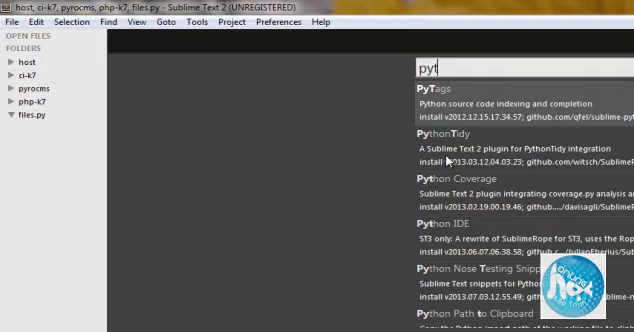 host, ci-k7, pyrocms, php-k7, files.py - Sublime Text 2 (UNREGISTERED)
File Edit Selection Find View Goto Tools Project Preferences Help
OPEN FILES
FOLDERS
host
ci-k7
pyrocms
php-k7
files.py
pyt
PyTags
Python source code indexing and completion
install v2012.12.15.17.34.57; github.com/qfel/sublime-pyt
PythonTidy
A Sublime Text 2 plugin for PythonTidy integration
install v2013.03.12.04.03.23; github.com/witsch/SublimeP
Python Coverage
Sublime Text 2 plugin integrating coverage.py analysis a
install v2013.02.19.00.19.46; github..../davisagli/Sublime
Python IDE
ST3 only: A rewrite of SublimeRope for ST3, uses the Rop
install v2013.06.07.06.38.58; github.c.../JulianEberius/Su
Python Nose Testing Snipp
Sublime Text snippets for Pytho
install v2013.07.03.12.55.49; github
Python Path to Clipboard